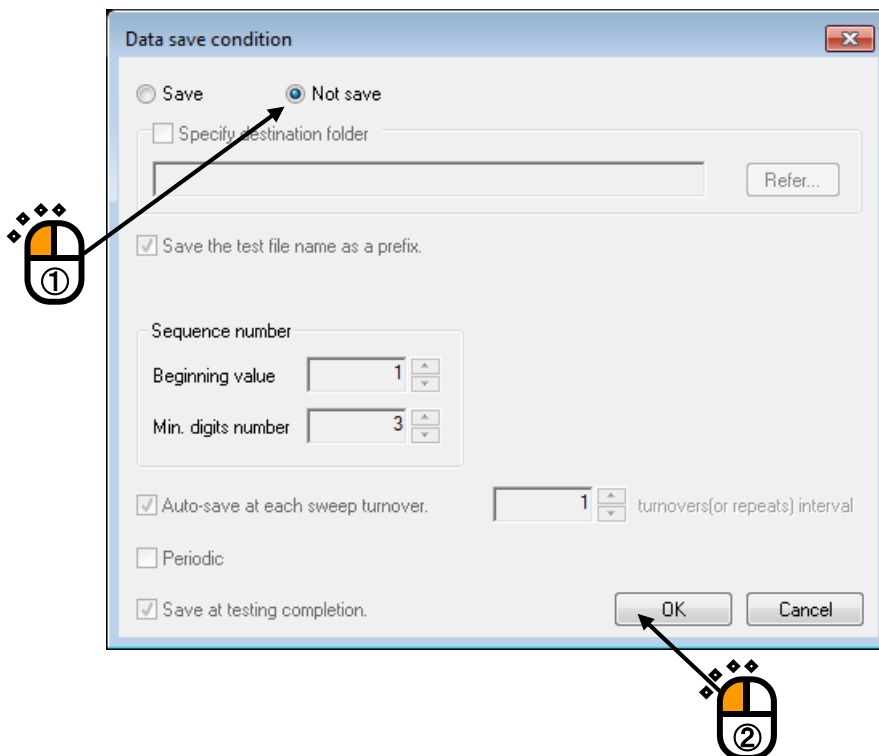 Data save condition
Save Not save
Specify destination folder
Refer...
①
Save the test file name as a prefix.
Sequence number
Beginning value 1
Min. digits number 3
Auto-save at each sweep turnover. 1 turnovers(or repeats) interval
Periodic
Save at testing completion. OK Cancel
②